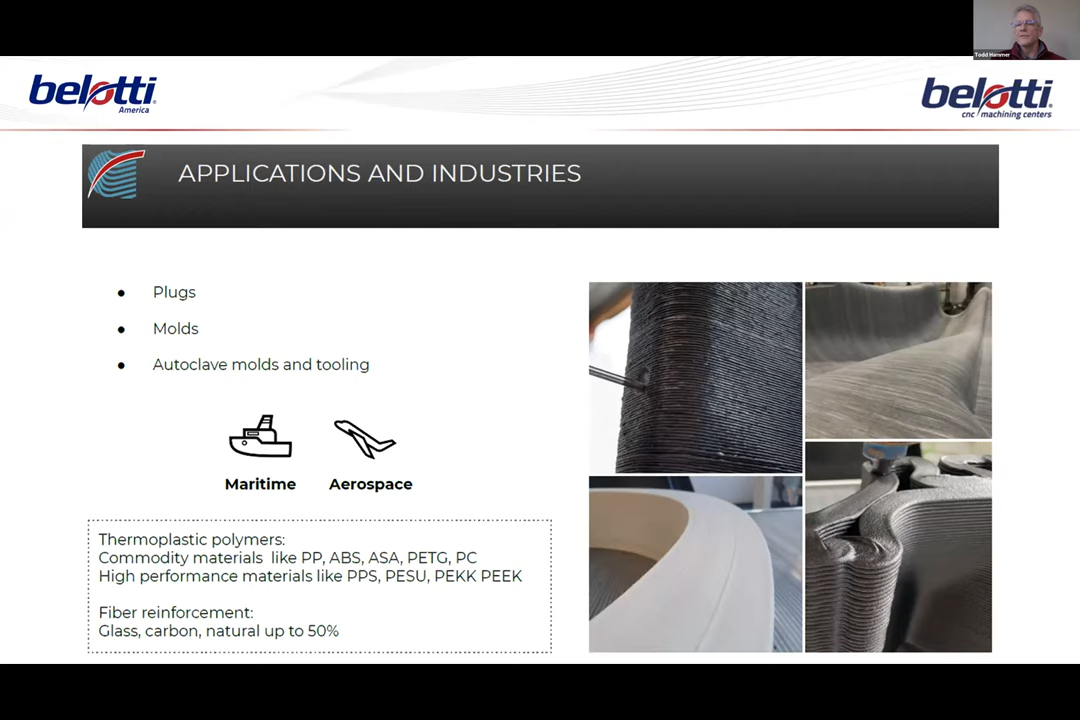 Todd Hammer
belotti
America
belotti
cnc machining centers
APPLICATIONS AND INDUSTRIES
● Plugs
● Molds
● Autoclave molds and tooling
Maritime
Aerospace
Thermoplastic polymers:
Commodity materials like PP, ABS, ASA, PETG, PC
High performance materials like PPS, PESU, PEKK PEEK
Fiber reinforcement:
Glass, carbon, natural up to 50%